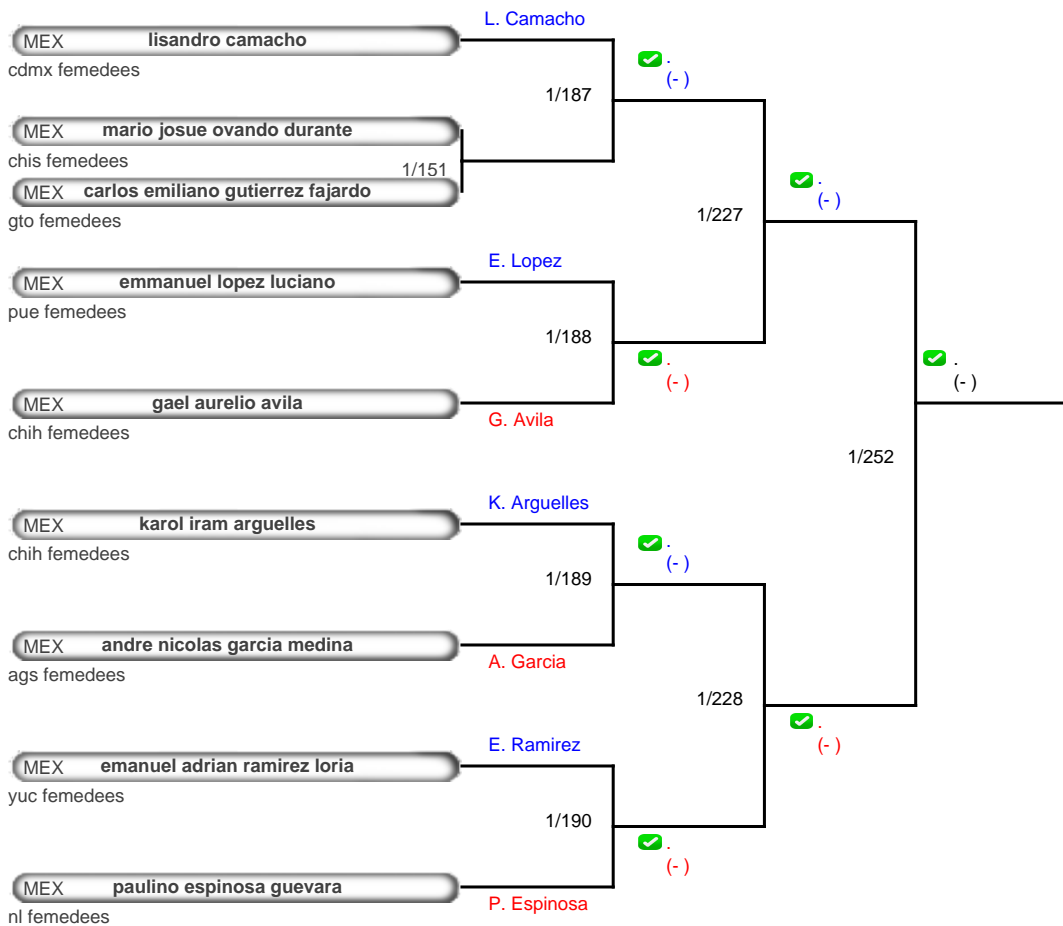 L. Camacho
MEX lisandro camacho
cdmx femedees
.
(- )
1/187
MEX mario josue ovando durante
chis femedees
1/151
MEX carlos emiliano gutierrez fajardo
gto femedees
.
(- )
1/227
E. Lopez
MEX emmanuel lopez luciano
pue femedees
1/188
.
(- )
.
(- )
MEX gael aurelio avila
chih femedees
G. Avila
1/252
K. Arguelles
MEX karol iram arguelles
chih femedees
.
(- )
1/189
MEX andre nicolas garcia medina
ags femedees
A. Garcia
1/228
.
(- )
E. Ramirez
MEX emanuel adrian ramirez loria
yuc femedees
1/190
.
(- )
MEX paulino espinosa guevara
nl femedees
P. Espinosa